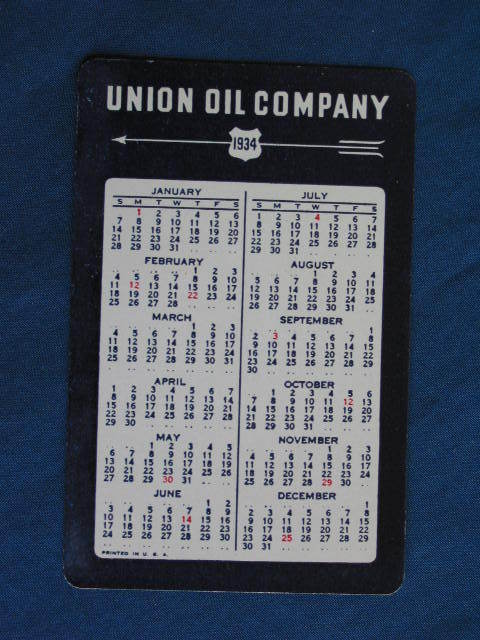 UNION OIL COMPANY
1934
JANUARY
S M T W T F S
1 2 3 4 5 6
7 8 9 10 11 12 13
14 15 16 17 18 19 20
21 22 23 24 25 26 27
28 29 30 31
FEBRUARY
1 2 3
4 5 6 7 8 9 10
11 12 13 14 15 16 17
18 19 20 21 22 23 24
25 26 27 28
MARCH
1 2 3
4 5 6 7 8 9 10
11 12 13 14 15 16 17
18 19 20 21 22 23 24
25 26 27 28 29 30 31
APRIL
1 2 3 4 5 6 7
8 9 10 11 12 13 14
15 16 17 18 19 20 21
22 23 24 25 26 27 28
29 30
MAY
1 2 3 4 5
6 7 8 9 10 11 12
13 14 15 16 17 18 19
20 21 22 23 24 25 26
27 28 29 30 31
JUNE
1 2
3 4 5 6 7 8 9
10 11 12 13 14 15 16
17 18 19 20 21 22 23
24 25 26 27 28 29 30
PRINTED IN U. S. A.
JULY
S M T W T F S
1 2 3 4 5 6 7
8 9 10 11 12 13 14
15 16 17 18 19 20 21
22 23 24 25 26 27 28
29 30 31
AUGUST
1 2 3 4
5 6 7 8 9 10 11
12 13 14 15 16 17 18
19 20 21 22 23 24 25
26 27 28 29 30 31
SEPTEMBER
1
2 3 4 5 6 7 8
9 10 11 12 13 14 15
16 17 18 19 20 21 22
23 24 25 26 27 28 29
30
OCTOBER
1 2 3 4 5 6
7 8 9 10 11 12 13
14 15 16 17 18 19 20
21 22 23 24 25 26 27
28 29 30 31
NOVEMBER
1 2 3
4 5 6 7 8 9 10
11 12 13 14 15 16 17
18 19 20 21 22 23 24
25 26 27 28 29 30
DECEMBER
1
2 3 4 5 6 7 8
9 10 11 12 13 14 15
16 17 18 19 20 21 22
23 24 25 26 27 28 29
30 31